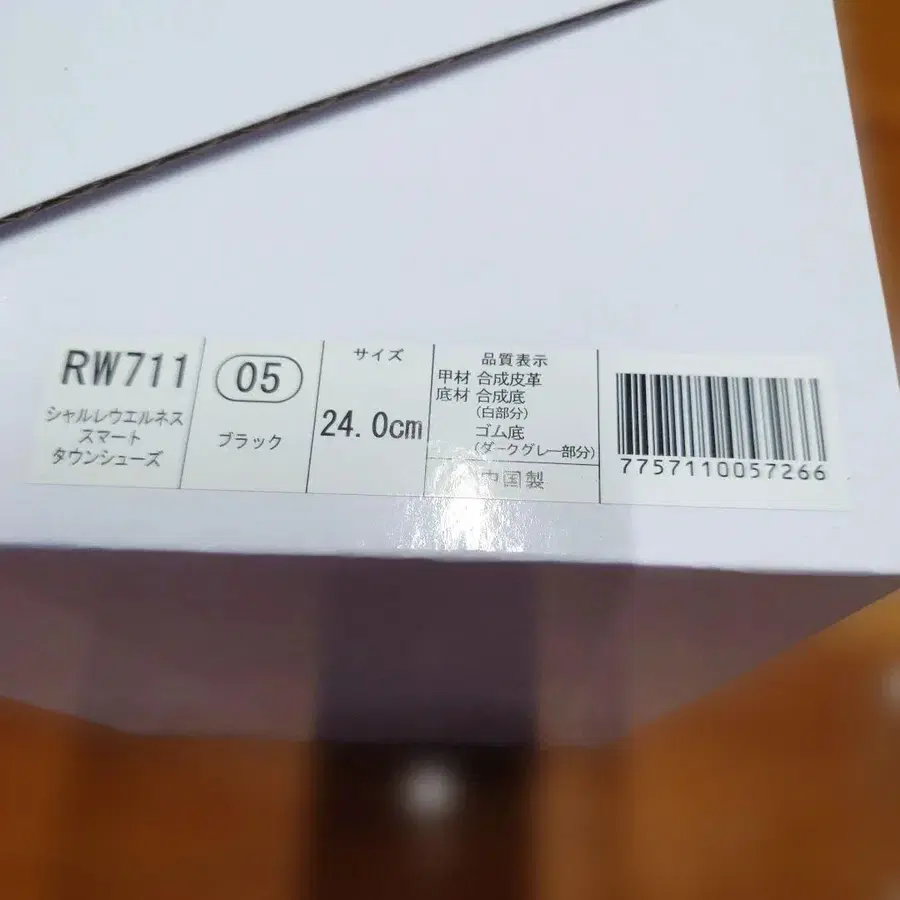 RW711
シャルレウエルネス
スマート
タウンシューズ
05
ブラック
サイズ
24.0cm
品質表示
甲材 合成皮革
底材 合成底
(白部分)
ゴム底
(ダークグレー部分)
中国製
7757110057266